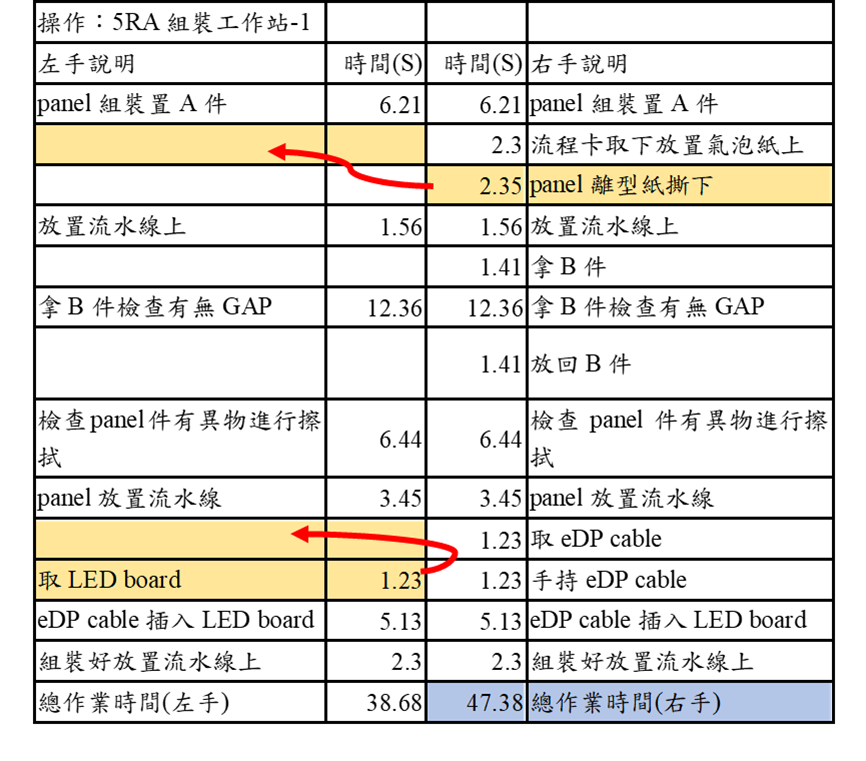 操作：5RA 組裝工作站-1
左手說明 時間(S) 時間(S) 右手說明
panel 組裝置 A 件 6.21 6.21 panel 組裝置 A 件
2.3 流程卡取下放置氣泡紙上
2.35 panel 離型紙撕下
放置流水線上 1.56 1.56 放置流水線上
1.41 拿 B 件
拿 B 件檢查有無 GAP 12.36 12.36 拿 B 件檢查有無 GAP
1.41 放回 B 件
檢查panel件有異物進行擦拭 6.44 6.44 檢查 panel 件有異物進行擦拭
panel 放置流水線 3.45 3.45 panel 放置流水線
1.23 取 eDP cable
取 LED board 1.23 1.23 手持 eDP cable
eDP cable 插入 LED board 5.13 5.13 eDP cable 插入 LED board
組裝好放置流水線上 2.3 2.3 組裝好放置流水線上
總作業時間(左手) 38.68 47.38 總作業時間(右手)